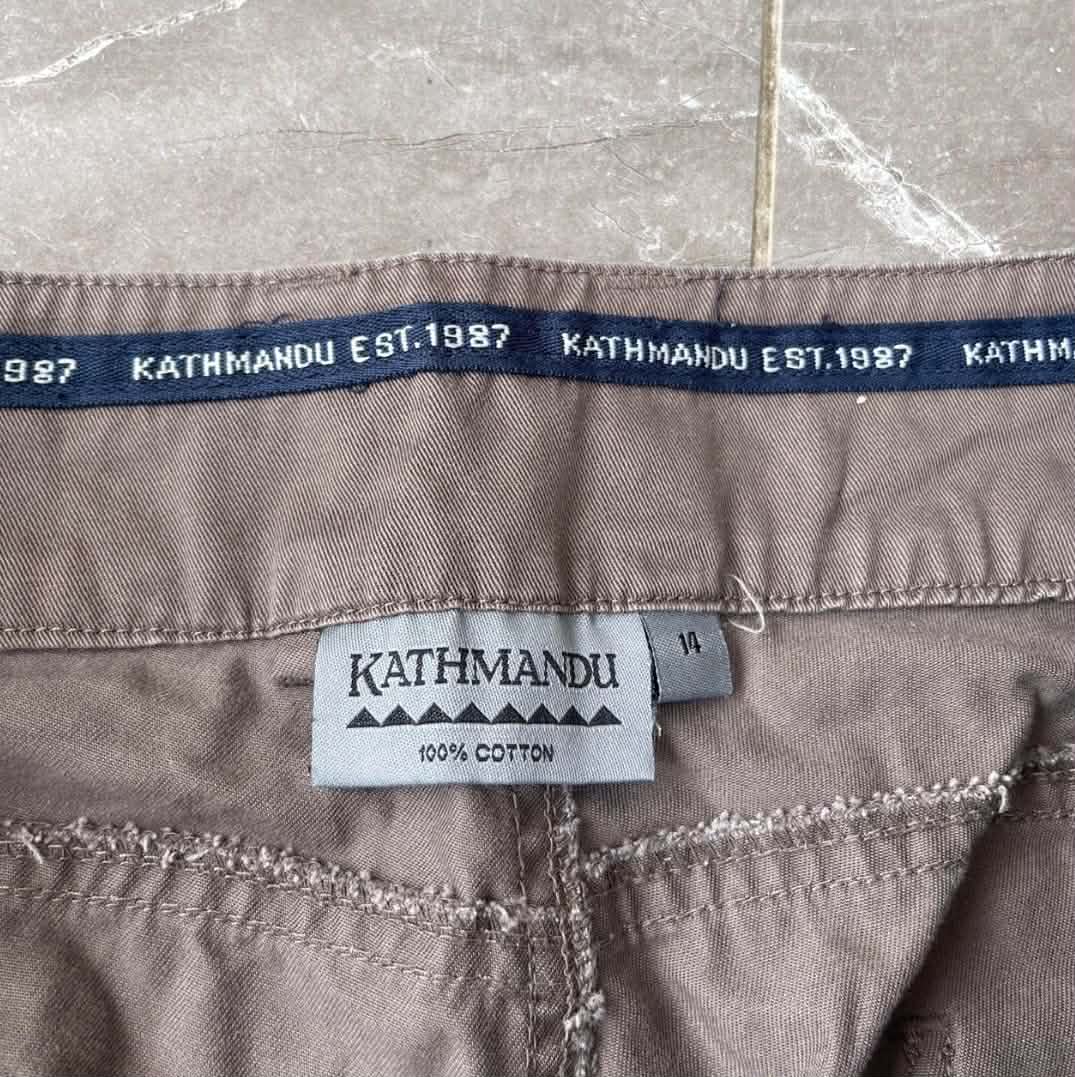 987 KATHMANDU EST.1987 KATHMANDU EST.1987 KATHM
KATHMANDU
14
100% COTTON